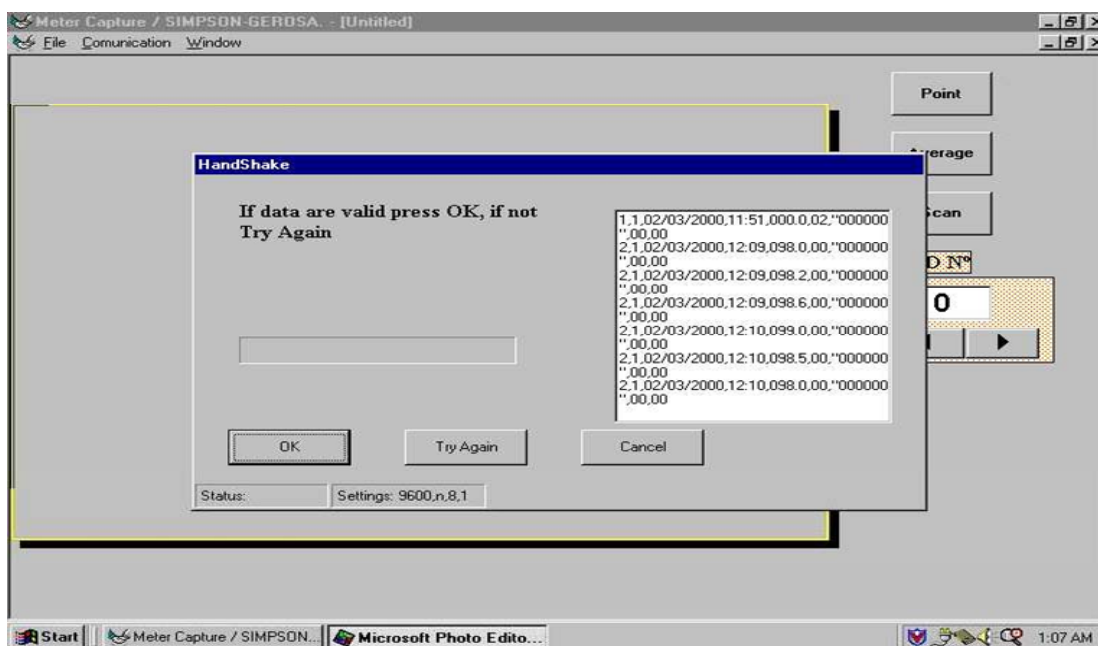 Meter Capture / SIMPSON-GEROSA. - [Untitled]
File Comunication Window
Point
HandShake
If data are valid press OK, if not
Try Again
1,1,02/03/2000,11:51,000.0,02,"000000
",00,00
2,1,02/03/2000,12:09,098.0,00,"000000
",00,00
2,1,02/03/2000,12:09,098.2,00,"000000
",00,00
2,1,02/03/2000,12:09,098.6,00,"000000
",00,00
2,1,02/03/2000,12:10,099.0,00,"000000
",00,00
2,1,02/03/2000,12:10,098.5,00,"000000
",00,00
2,1,02/03/2000,12:10,098.0,00,"000000
",00,00
Average
Scan
D Nº
0
OK Try Again Cancel
Status: Settings: 9600,n,8,1
Start Meter Capture / SIMPSON... Microsoft Photo Edito... 1:07 AM